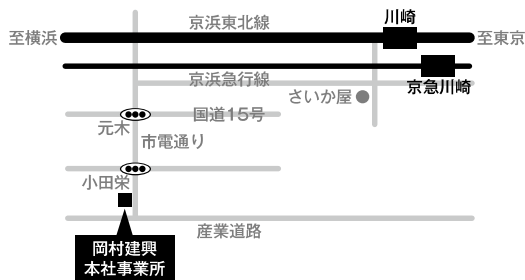 京浜東北線
川崎
至横浜
至東京
京浜急行線
京急川崎
さいか屋
国道15号
元木
市電通り
小田栄
産業道路
岡村建興
本社事業所